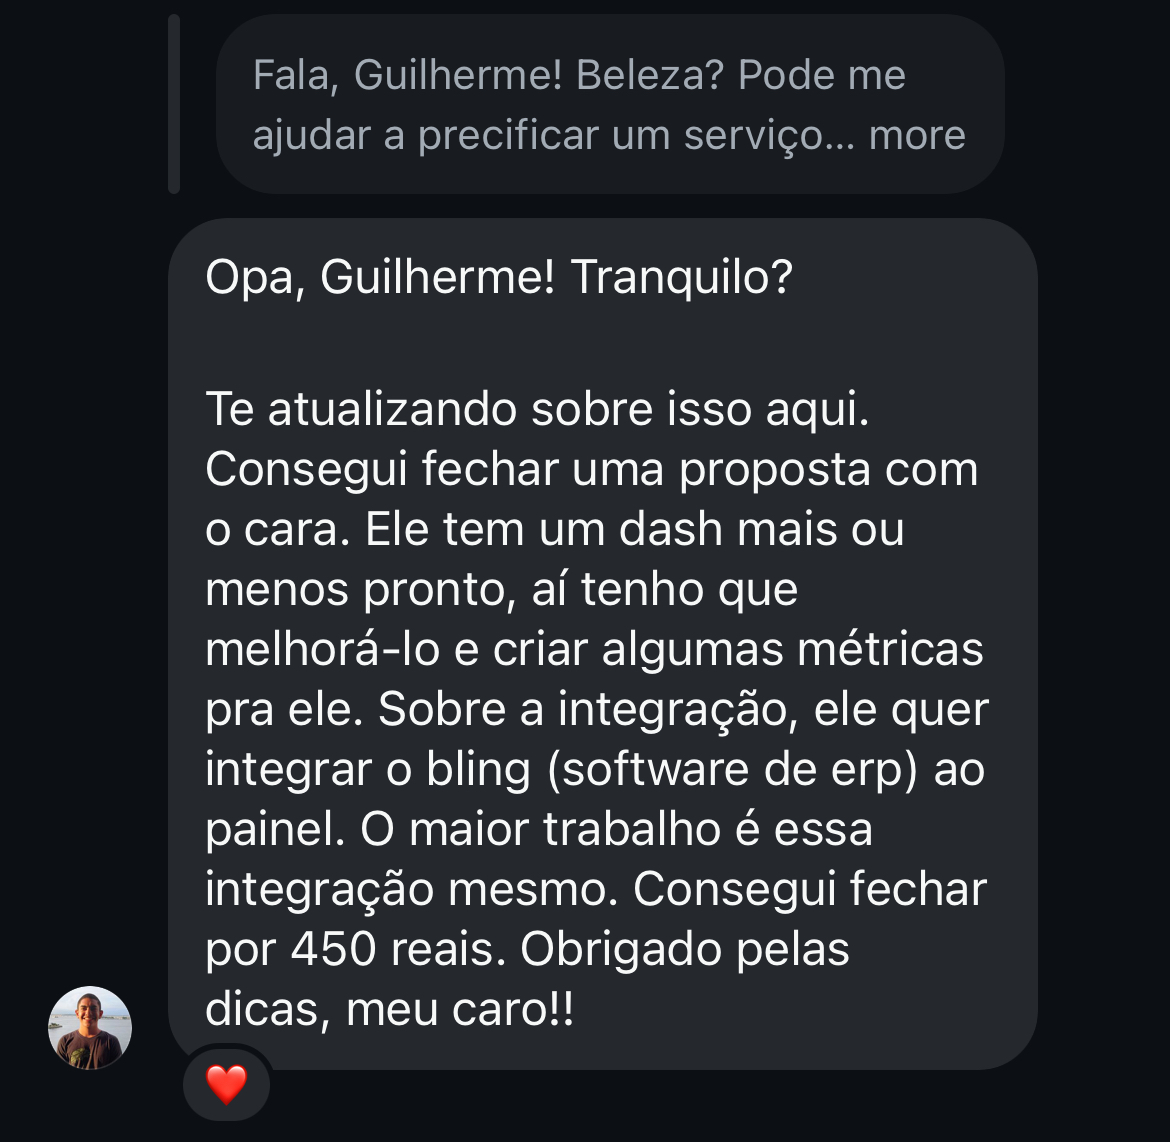 Fala, Guilherme! Beleza? Pode me
ajudar a precificar um serviço... more
Opa, Guilherme! Tranquilo?
Te atualizando sobre isso aqui.
Consegui fechar uma proposta com
o cara. Ele tem um dash mais ou
menos pronto, aí tenho que
melhorá-lo e criar algumas métricas
pra ele. Sobre a integração, ele quer
integrar o bling (software de erp) ao
painel. O maior trabalho é essa
integração mesmo. Consegui fechar
por 450 reais. Obrigado pelas
dicas, meu caro!!